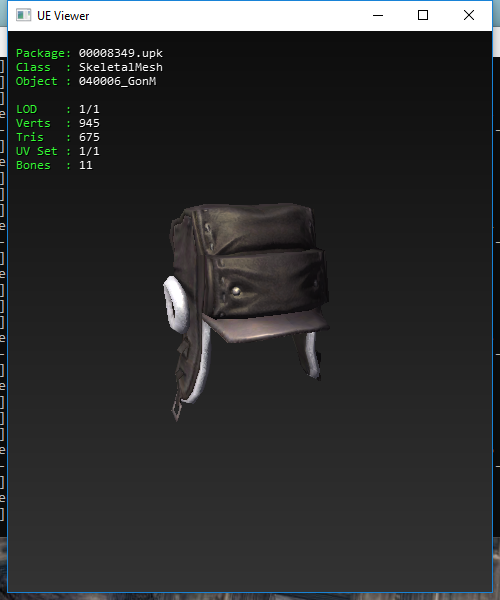 UE Viewer
Package: 00008349.upk
Class : SkeletalMesh
Object : 040006_GonM
LOD : 1/1
Verts : 945
Tris : 675
UV Set : 1/1
Bones : 11